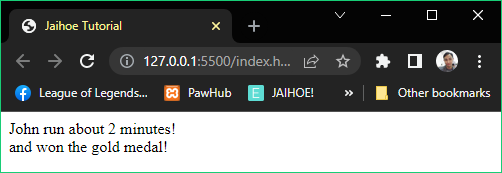 Jaihoe Tutorial
127.0.0.1:5500/index.h...
League of Legends... PawHub E JAIHOE! » Other bookmarks
John run about 2 minutes!
and won the gold medal!